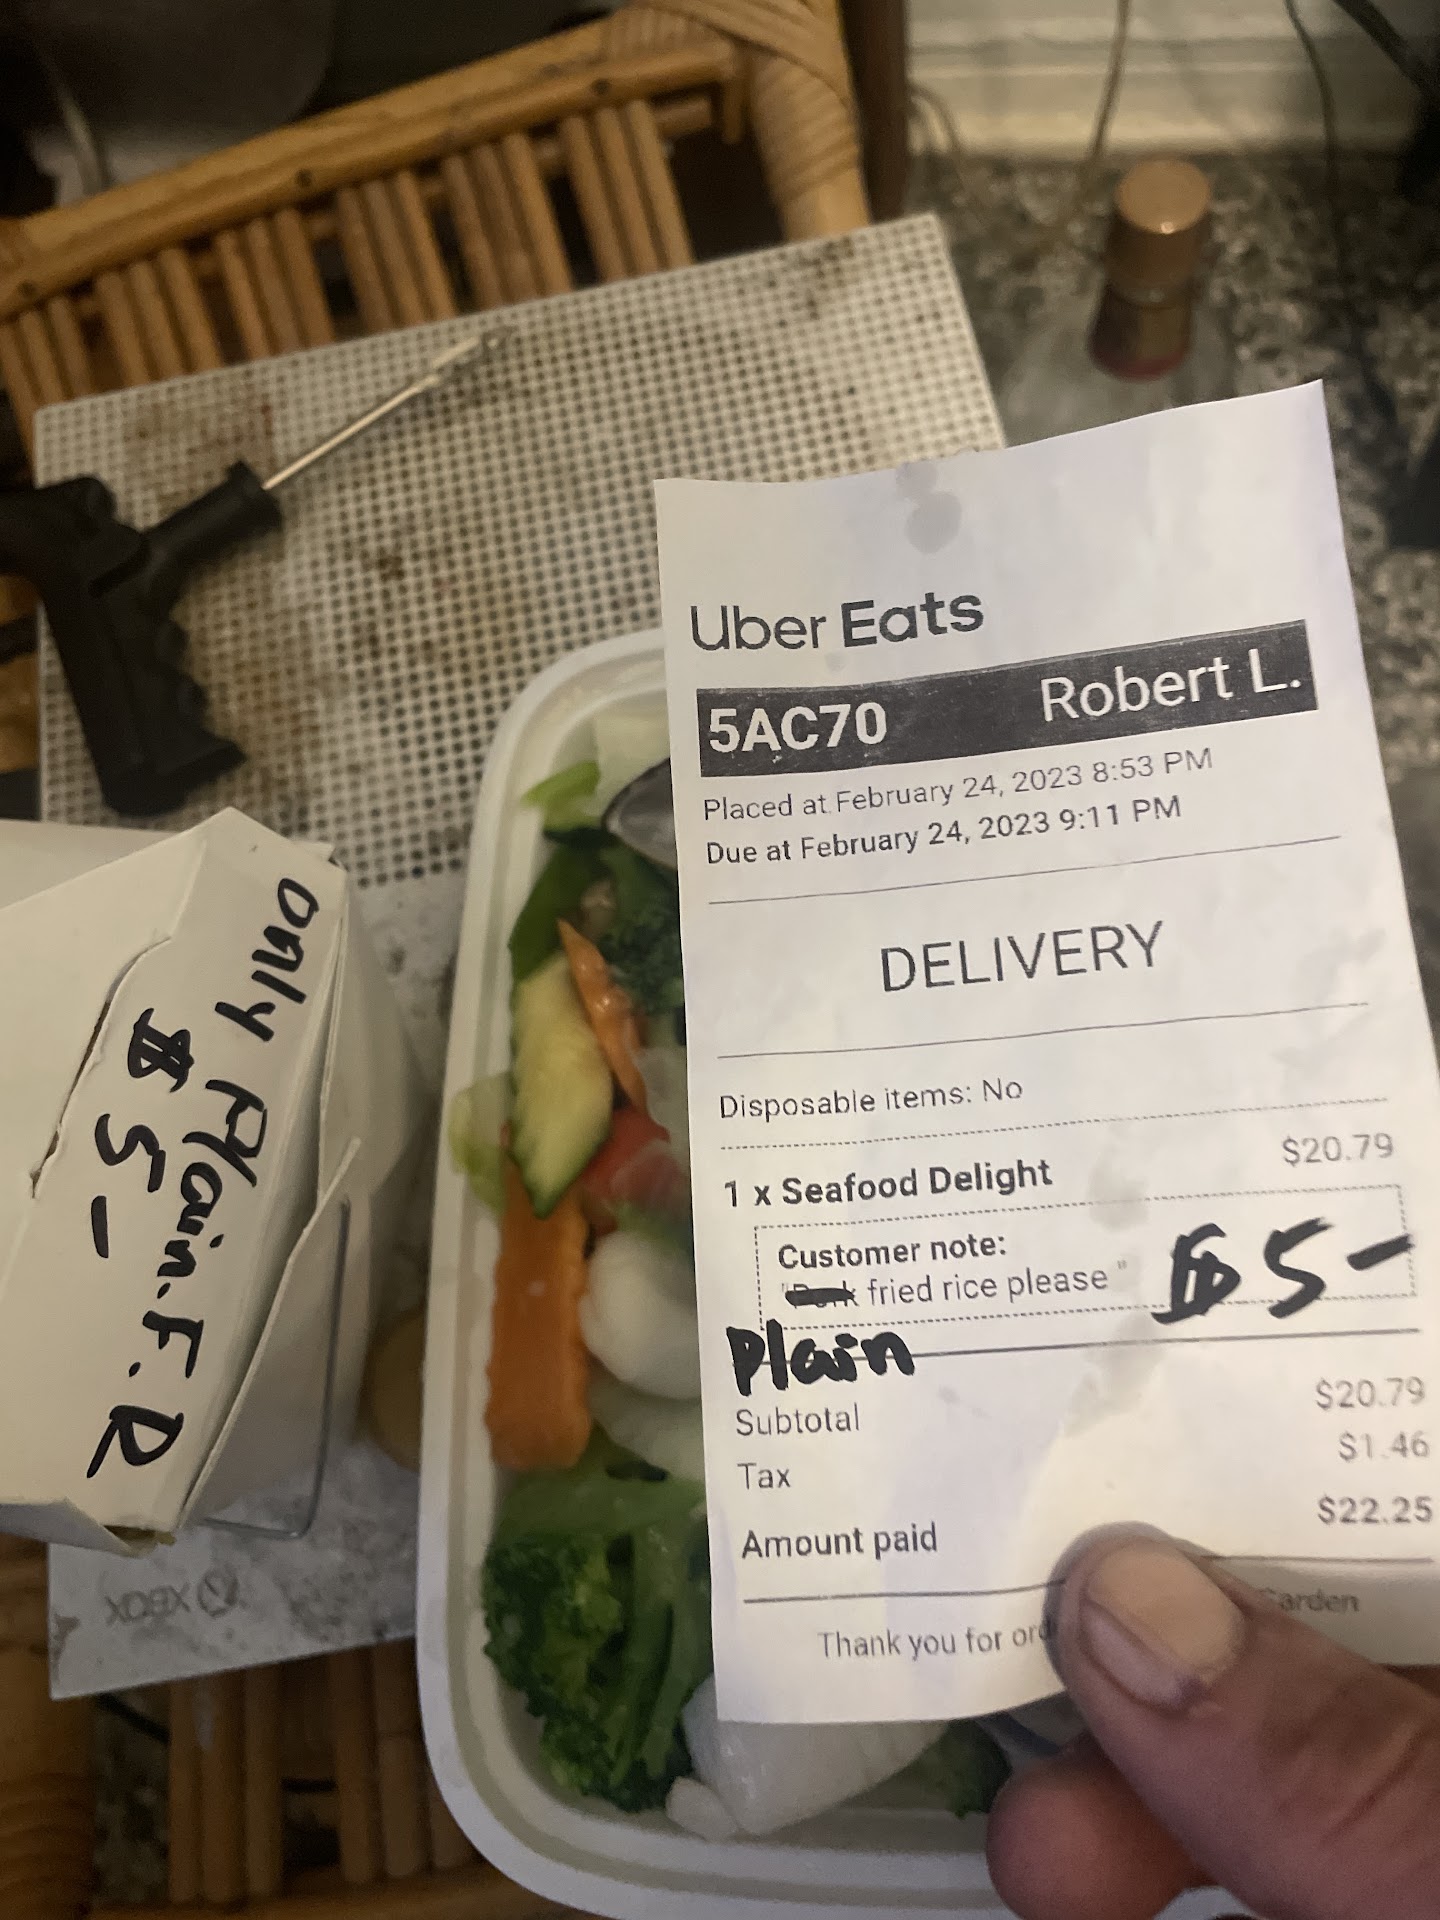 Uber Eats
5AC70 Robert L.
Placed at February 24, 2023 8:53 PM
Due at February 24, 2023 9:11 PM
DELIVERY
Disposable items: No
1 x Seafood Delight $20.79
Customer note:
"Pork fried rice please" $5-
Plain
Subtotal $20.79
Tax $1.46
Amount paid $22.25
Thank you for arden
only Plain. F. R
$5-
XBOX